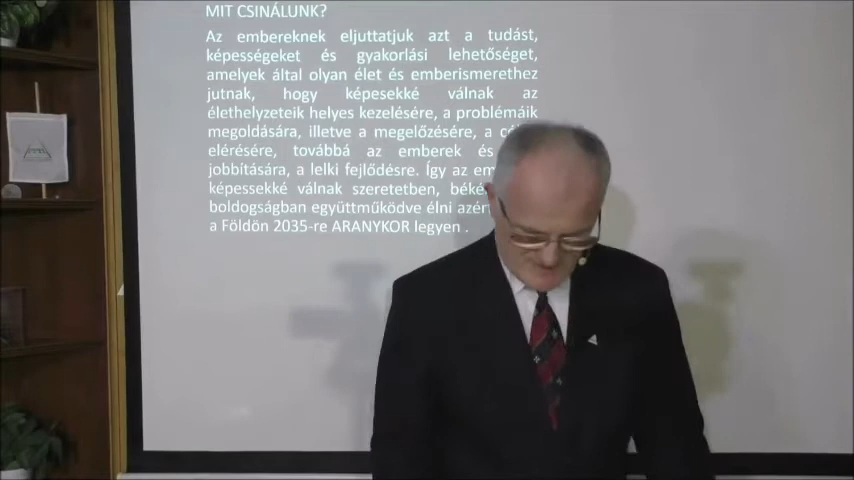 MIT CSINÁLUNK?
Az embereknek eljuttatjuk azt a tudást,
képességeket és gyakorlási lehetőséget,
amelyek által olyan élet és emberismerethez
jutnak, hogy képesekké válnak az
élethelyzeteik helyes kezelésére, a problémáik
megoldására, illetve a megelőzésére, a
elérésére, továbbá az emberek és
jobbítására, a lelki fejlődésre. Így az
képessekké válnak szeretetben,
boldogságban együttműködve élni
a Földön 2035-re ARANYKOR legyen .